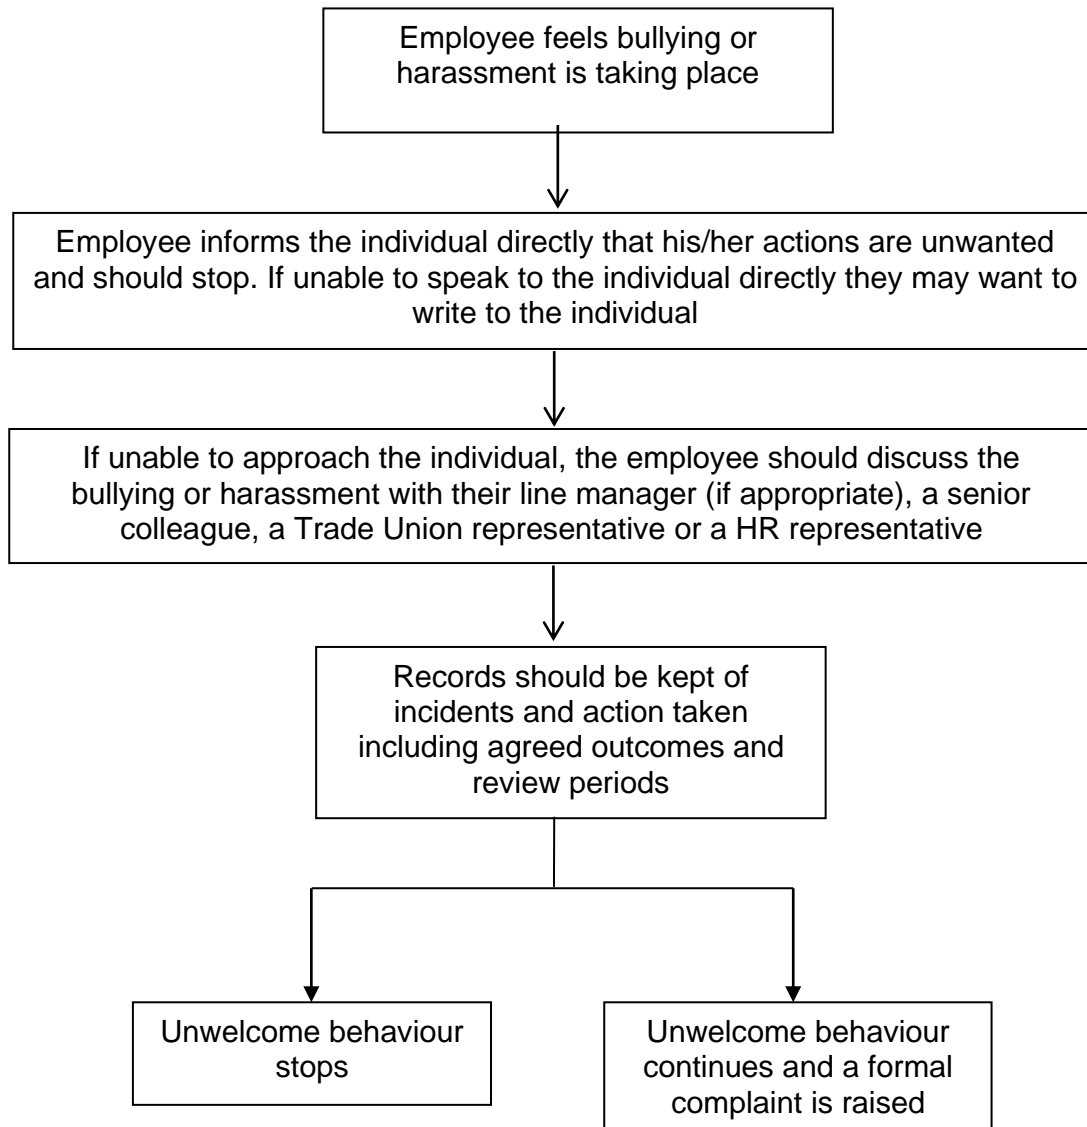 Employee feels bullying or
harassment is taking place
Employee informs the individual directly that his/her actions are unwanted
and should stop. If unable to speak to the individual directly they may want to
write to the individual
If unable to approach the individual, the employee should discuss the
bullying or harassment with their line manager (if appropriate), a senior
colleague, a Trade Union representative or a HR representative
Records should be kept of
incidents and action taken
including agreed outcomes and
review periods
Unwelcome behaviour
stops
Unwelcome behaviour
continues and a formal
complaint is raised